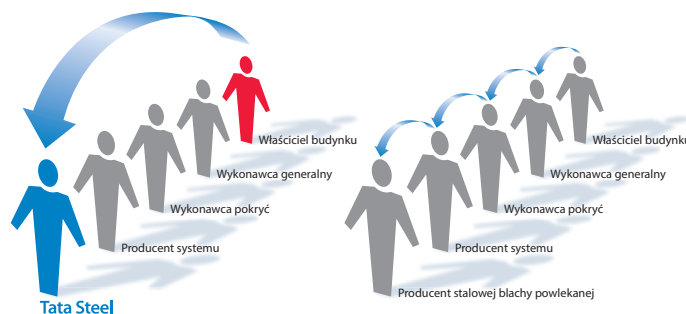 Właściciel budynku
Wykonawca generalny
Wykonawca pokryć
Producent systemu
Tata Steel
Właściciel budynku
Wykonawca generalny
Wykonawca pokryć
Producent systemu
Producent stalowej blachy powlekanej